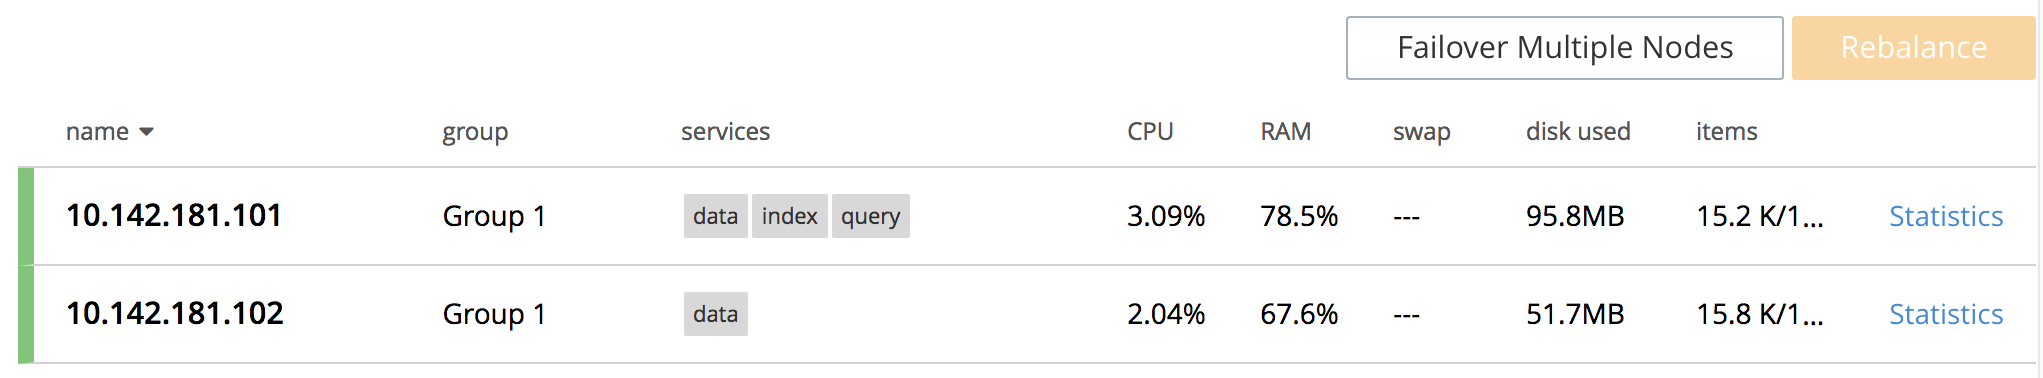 Failover Multiple Nodes Rebalance
name group services CPU RAM swap disk used items
10.142.181.101 Group 1 data index query 3.09% 78.5% --- 95.8MB 15.2 K/1... Statistics
10.142.181.102 Group 1 data 2.04% 67.6% --- 51.7MB 15.8 K/1... Statistics